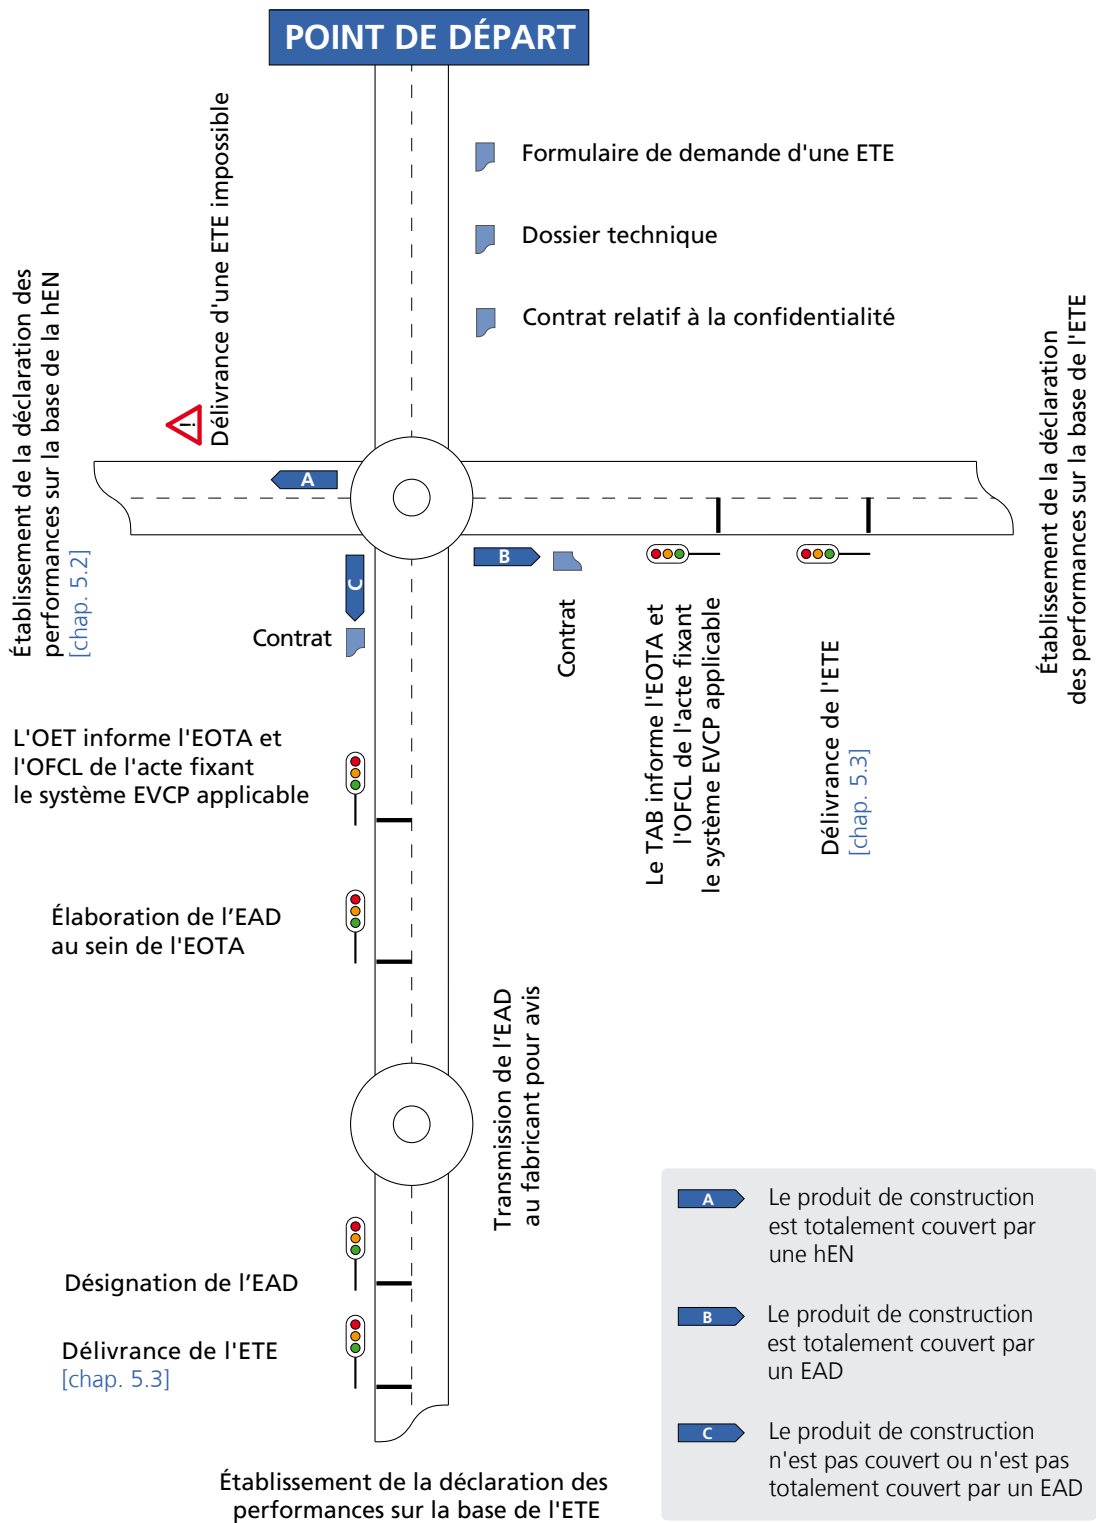 POINT DE DÉPART
Formulaire de demande d'une ETE
Dossier technique
Contrat relatif à la confidentialité
Délivrance d'une ETE impossible
Établissement de la déclaration des
performances sur la base de la hEN
[chap. 5.2]
Établissement de la déclaration
des performances sur la base de l'ETE
A
B
C
Contrat
Contrat
Le TAB informe l'EOTA et
l'OFCL de l'acte fixant
le système EVCP applicable
Délivrance de l'ETE
[chap. 5.3]
L'OET informe l'EOTA et
l'OFCL de l'acte fixant
le système EVCP applicable
Élaboration de l’EAD
au sein de l'EOTA
Transmission de l’EAD
au fabricant pour avis
Désignation de l’EAD
Délivrance de l'ETE
[chap. 5.3]
Établissement de la déclaration des
performances sur la base de l'ETE
A
Le produit de construction
est totalement couvert par
une hEN
B
Le produit de construction
est totalement couvert par
un EAD
C
Le produit de construction
n'est pas couvert ou n'est pas
totalement couvert par un EAD